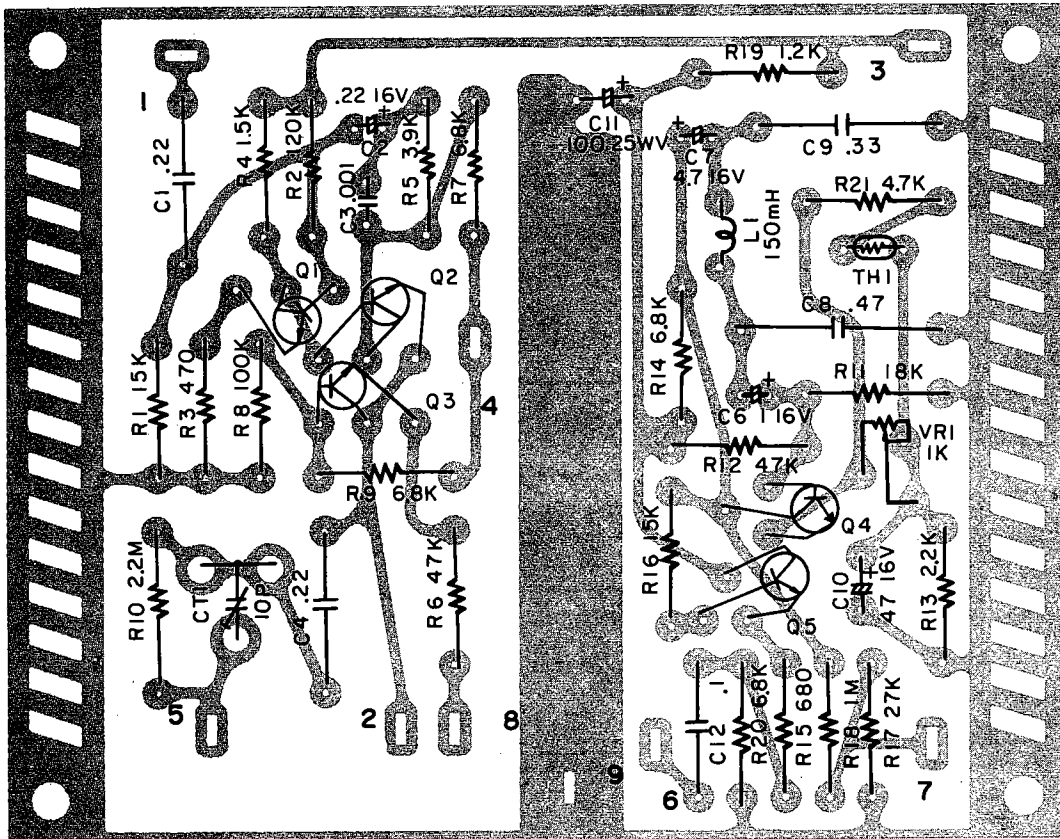 R19 1.2K
3
1
.22 16V
+
C2
C1 .22
R4 1.5K
R2 120K
C3 .001
R5 3.9K
R7 6.8K
+
C11
100 25WV
+
C7
4.7 16V
C9 .33
R21 4.7K
L1
150mH
TH1
Q1
Q2
C8 .47
R14 6.8K
R11 18K
R1 15K
R3 470
R8 100K
Q3
4
+
C6 1 16V
VR1
1K
R12 47K
R9 6.8K
Q4
R16 15K
R10 2.2M
CT1
10P
C4 .22
R6 47K
Q5
+
C10
47 16V
R13 2.2K
5
2
8
9
C12 .1
R20 6.8K
R15 680
R18 1M
R17 27K
6
7